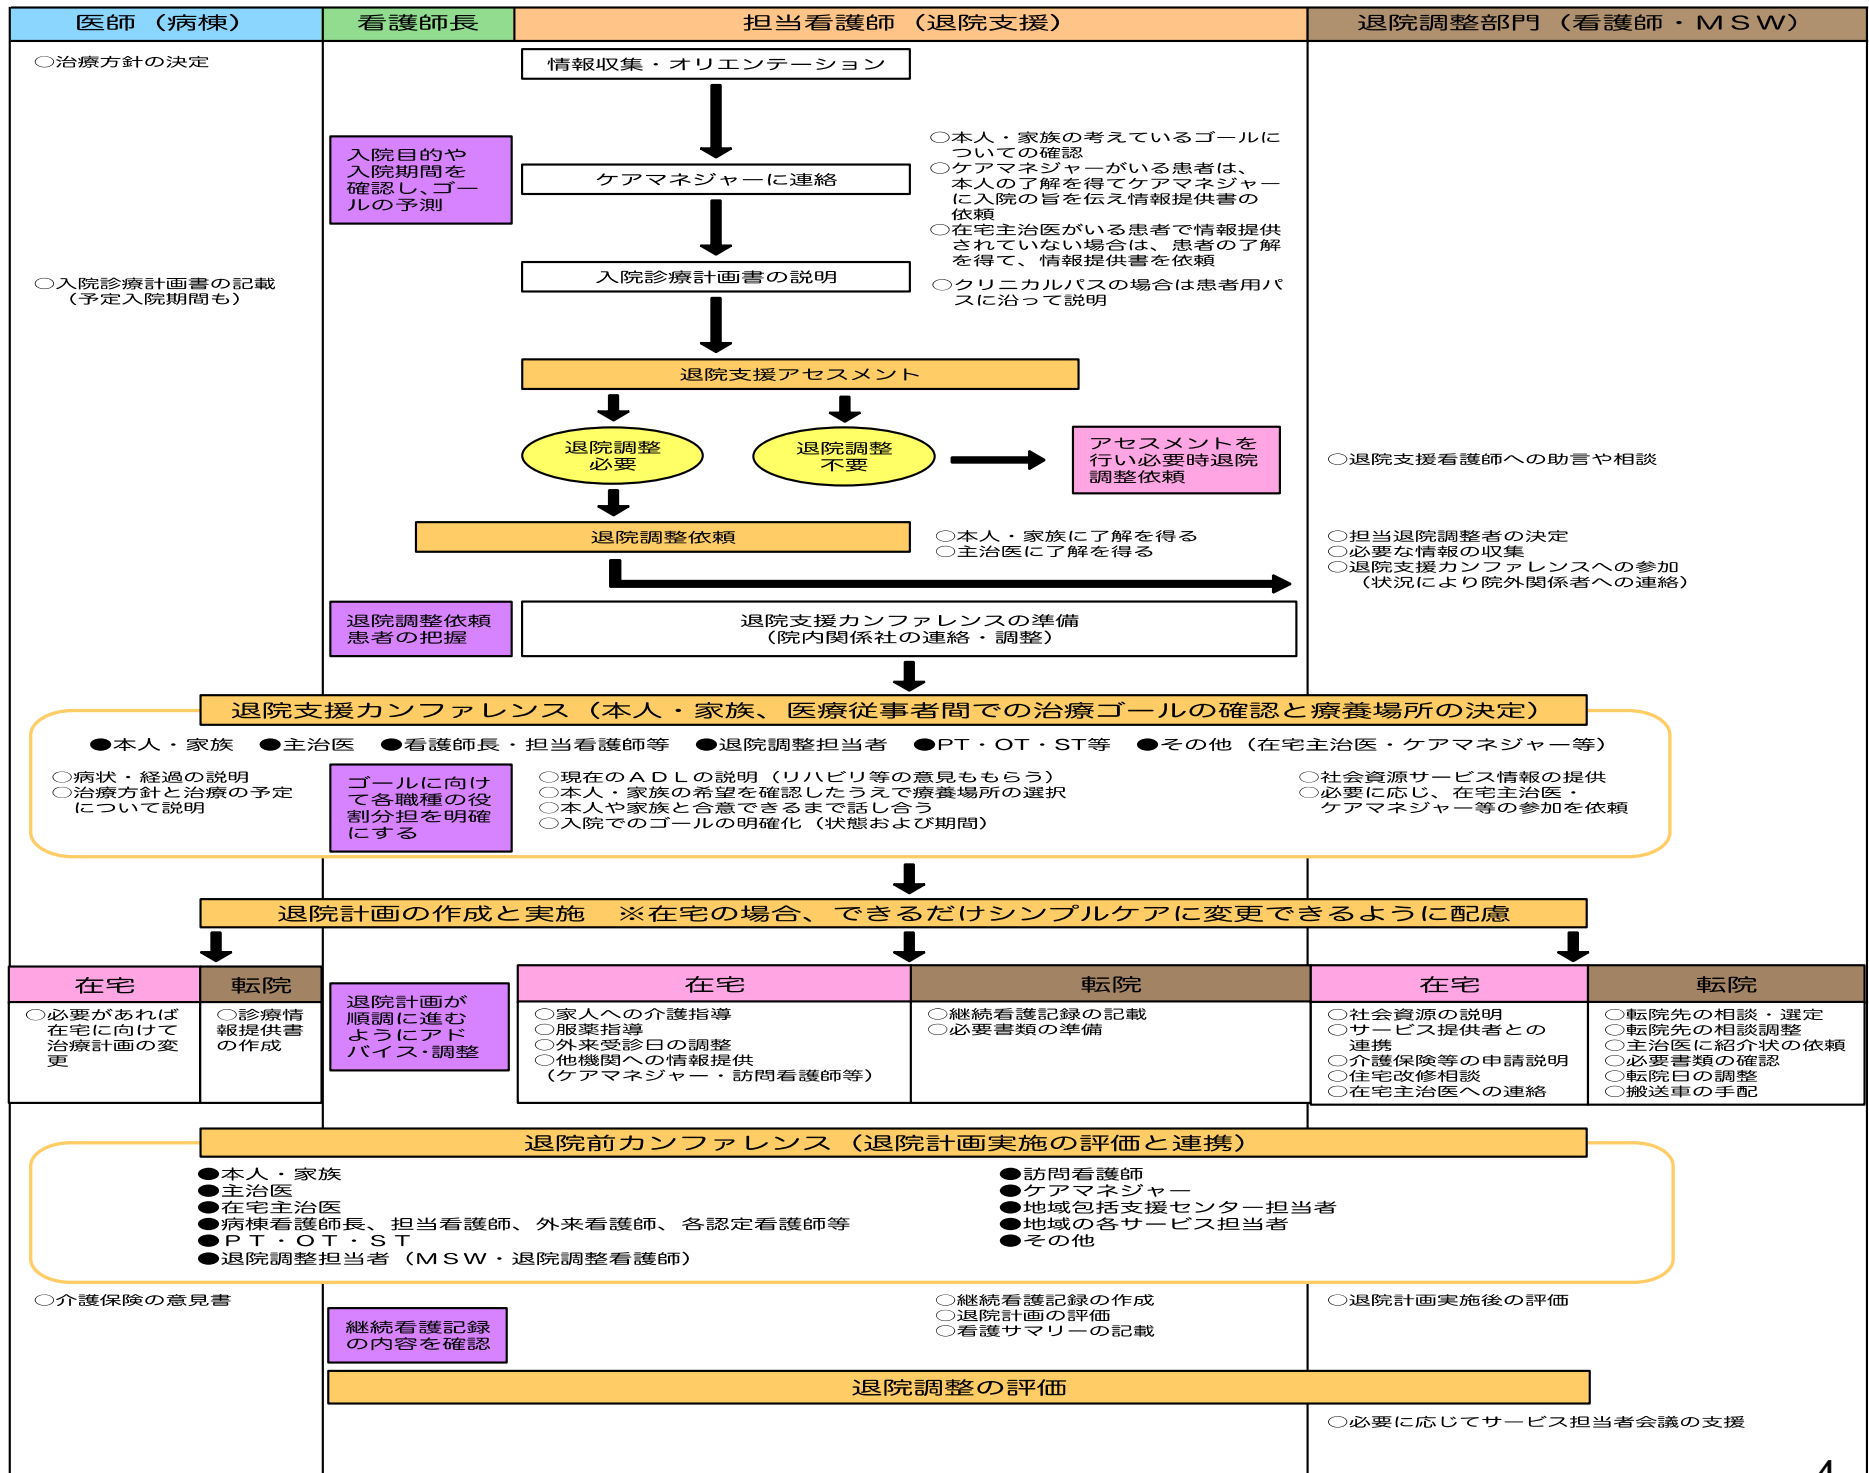 医師（病棟）
看護師長
担当看護師（退院支援）
退院調整部門（看護師・ＭＳＷ）
○治療方針の決定
情報収集・オリエンテーション
入院目的や
入院期間を
確認し、ゴー
ルの予測
ケアマネジャーに連絡
○本人・家族の考えているゴールに
ついての確認
○ケアマネジャーがいる患者は、
本人の了解を得てケアマネジャー
に入院の旨を伝え情報提供書の
依頼
○在宅主治医がいる患者で情報提供
されていない場合は、患者の了解
を得て、情報提供書を依頼
○入院診療計画書の記載
（予定入院期間も）
入院診療計画書の説明
○クリニカルパスの場合は患者用パ
スに沿って説明
退院支援アセスメント
退院調整
必要
退院調整
不要
アセスメントを
行い必要時退院
調整依頼
○退院支援看護師への助言や相談
退院調整依頼
○本人・家族に了解を得る
○主治医に了解を得る
○担当退院調整者の決定
○必要な情報の収集
○退院支援カンファレンスへの参加
（状況により院外関係者への連絡）
退院調整依頼
患者の把握
退院支援カンファレンスの準備
（院内関係社の連絡・調整）
退院支援カンファレンス（本人・家族、医療従事者間での治療ゴールの確認と療養場所の決定）
●本人・家族　●主治医　●看護師長・担当看護師等　●退院調整担当者　●PT・OT・ST等　●その他（在宅主治医・ケアマネジャー等）
○病状・経過の説明
○治療方針と治療の予定
について説明
ゴールに向け
て各職種の役
割分担を明確
にする
○現在のＡＤＬの説明（リハビリ等の意見ももらう）
○本人・家族の希望を確認したうえで療養場所の選択
○本人や家族と合意できるまで話し合う
○入院でのゴールの明確化（状態および期間）
○社会資源サービス情報の提供
○必要に応じ、在宅主治医・
ケアマネジャー等の参加を依頼
退院計画の作成と実施　※在宅の場合、できるだけシンプルケアに変更できるように配慮
在宅
○必要があれば
在宅に向けて
治療計画の変
更
転院
○診療情
報提供書
の作成
退院計画が
順調に進む
ようにアド
バイス・調整
在宅
○家人への介護指導
○服薬指導
○外来受診日の調整
○他機関への情報提供
（ケアマネジャー・訪問看護師等）
転院
○継続看護記録の記載
○必要書類の準備
在宅
○社会資源の説明
○サービス提供者との
連携
○介護保険等の申請説明
○住宅改修相談
○在宅主治医への連絡
転院
○転院先の相談・選定
○転院先の相談調整
○主治医に紹介状の依頼
○必要書類の確認
○転院日の調整
○搬送車の手配
退院前カンファレンス（退院計画実施の評価と連携）
●本人・家族
●主治医
●在宅主治医
●病棟看護師長、担当看護師、外来看護師、各認定看護師等
●ＰＴ・ＯＴ・ＳＴ
●退院調整担当者（ＭＳＷ・退院調整看護師）
●訪問看護師
●ケアマネジャー
●地域包括支援センター担当者
●地域の各サービス担当者
●その他
○介護保険の意見書
継続看護記録
の内容を確認
○継続看護記録の作成
○退院計画の評価
○看護サマリーの記載
○退院計画実施後の評価
退院調整の評価
○必要に応じてサービス担当者会議の支援
4